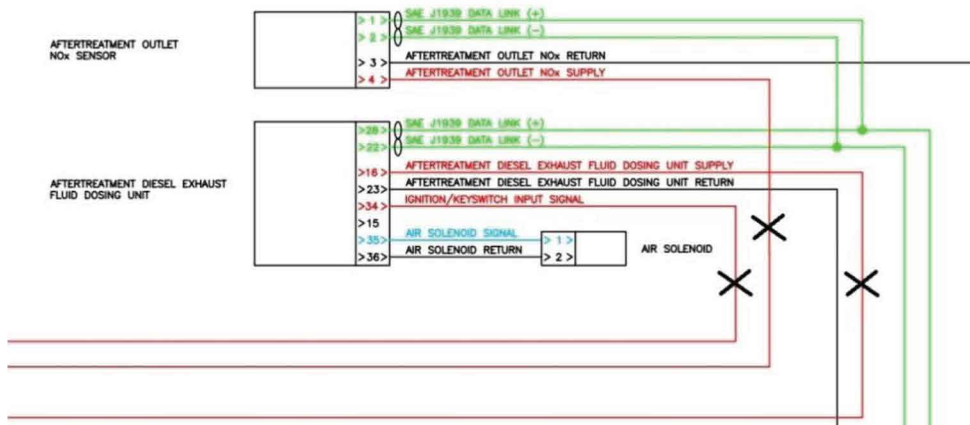 AFTERTREATMENT OUTLET
NOx SENSOR
1
SAE J1939 DATA LINK (+)
2
SAE J1939 DATA LINK (-)
3
AFTERTREATMENT OUTLET NOx RETURN
4
AFTERTREATMENT OUTLET NOx SUPPLY
AFTERTREATMENT DIESEL EXHAUST
FLUID DOSING UNIT
28
SAE J1939 DATA LINK (+)
22
SAE J1939 DATA LINK (-)
16
AFTERTREATMENT DIESEL EXHAUST FLUID DOSING UNIT SUPPLY
23
AFTERTREATMENT DIESEL EXHAUST FLUID DOSING UNIT RETURN
34
IGNITION/KEYSWITCH INPUT SIGNAL
15
35
AIR SOLENOID SIGNAL
1
36
AIR SOLENOID RETURN
2
AIR SOLENOID